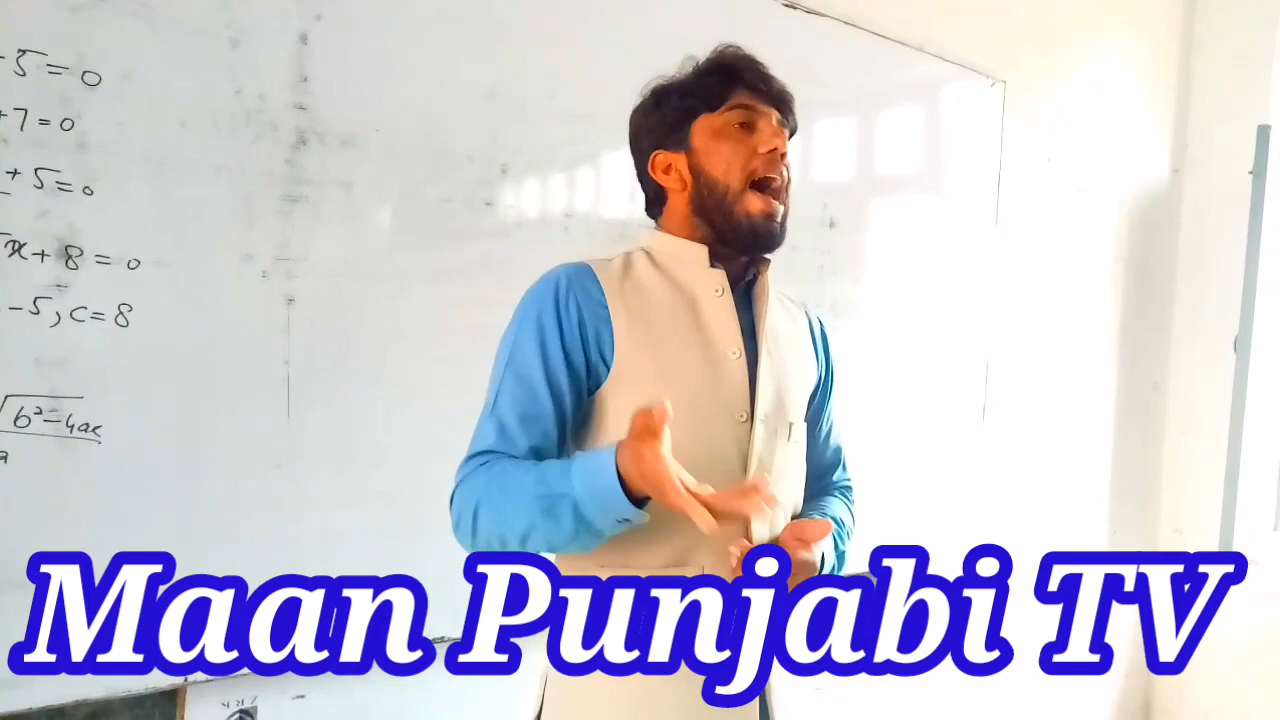 -5=0
+7=0
+5=0
x+8=0
-5, c=8
√b²-4ac
a
Maan Punjabi TV